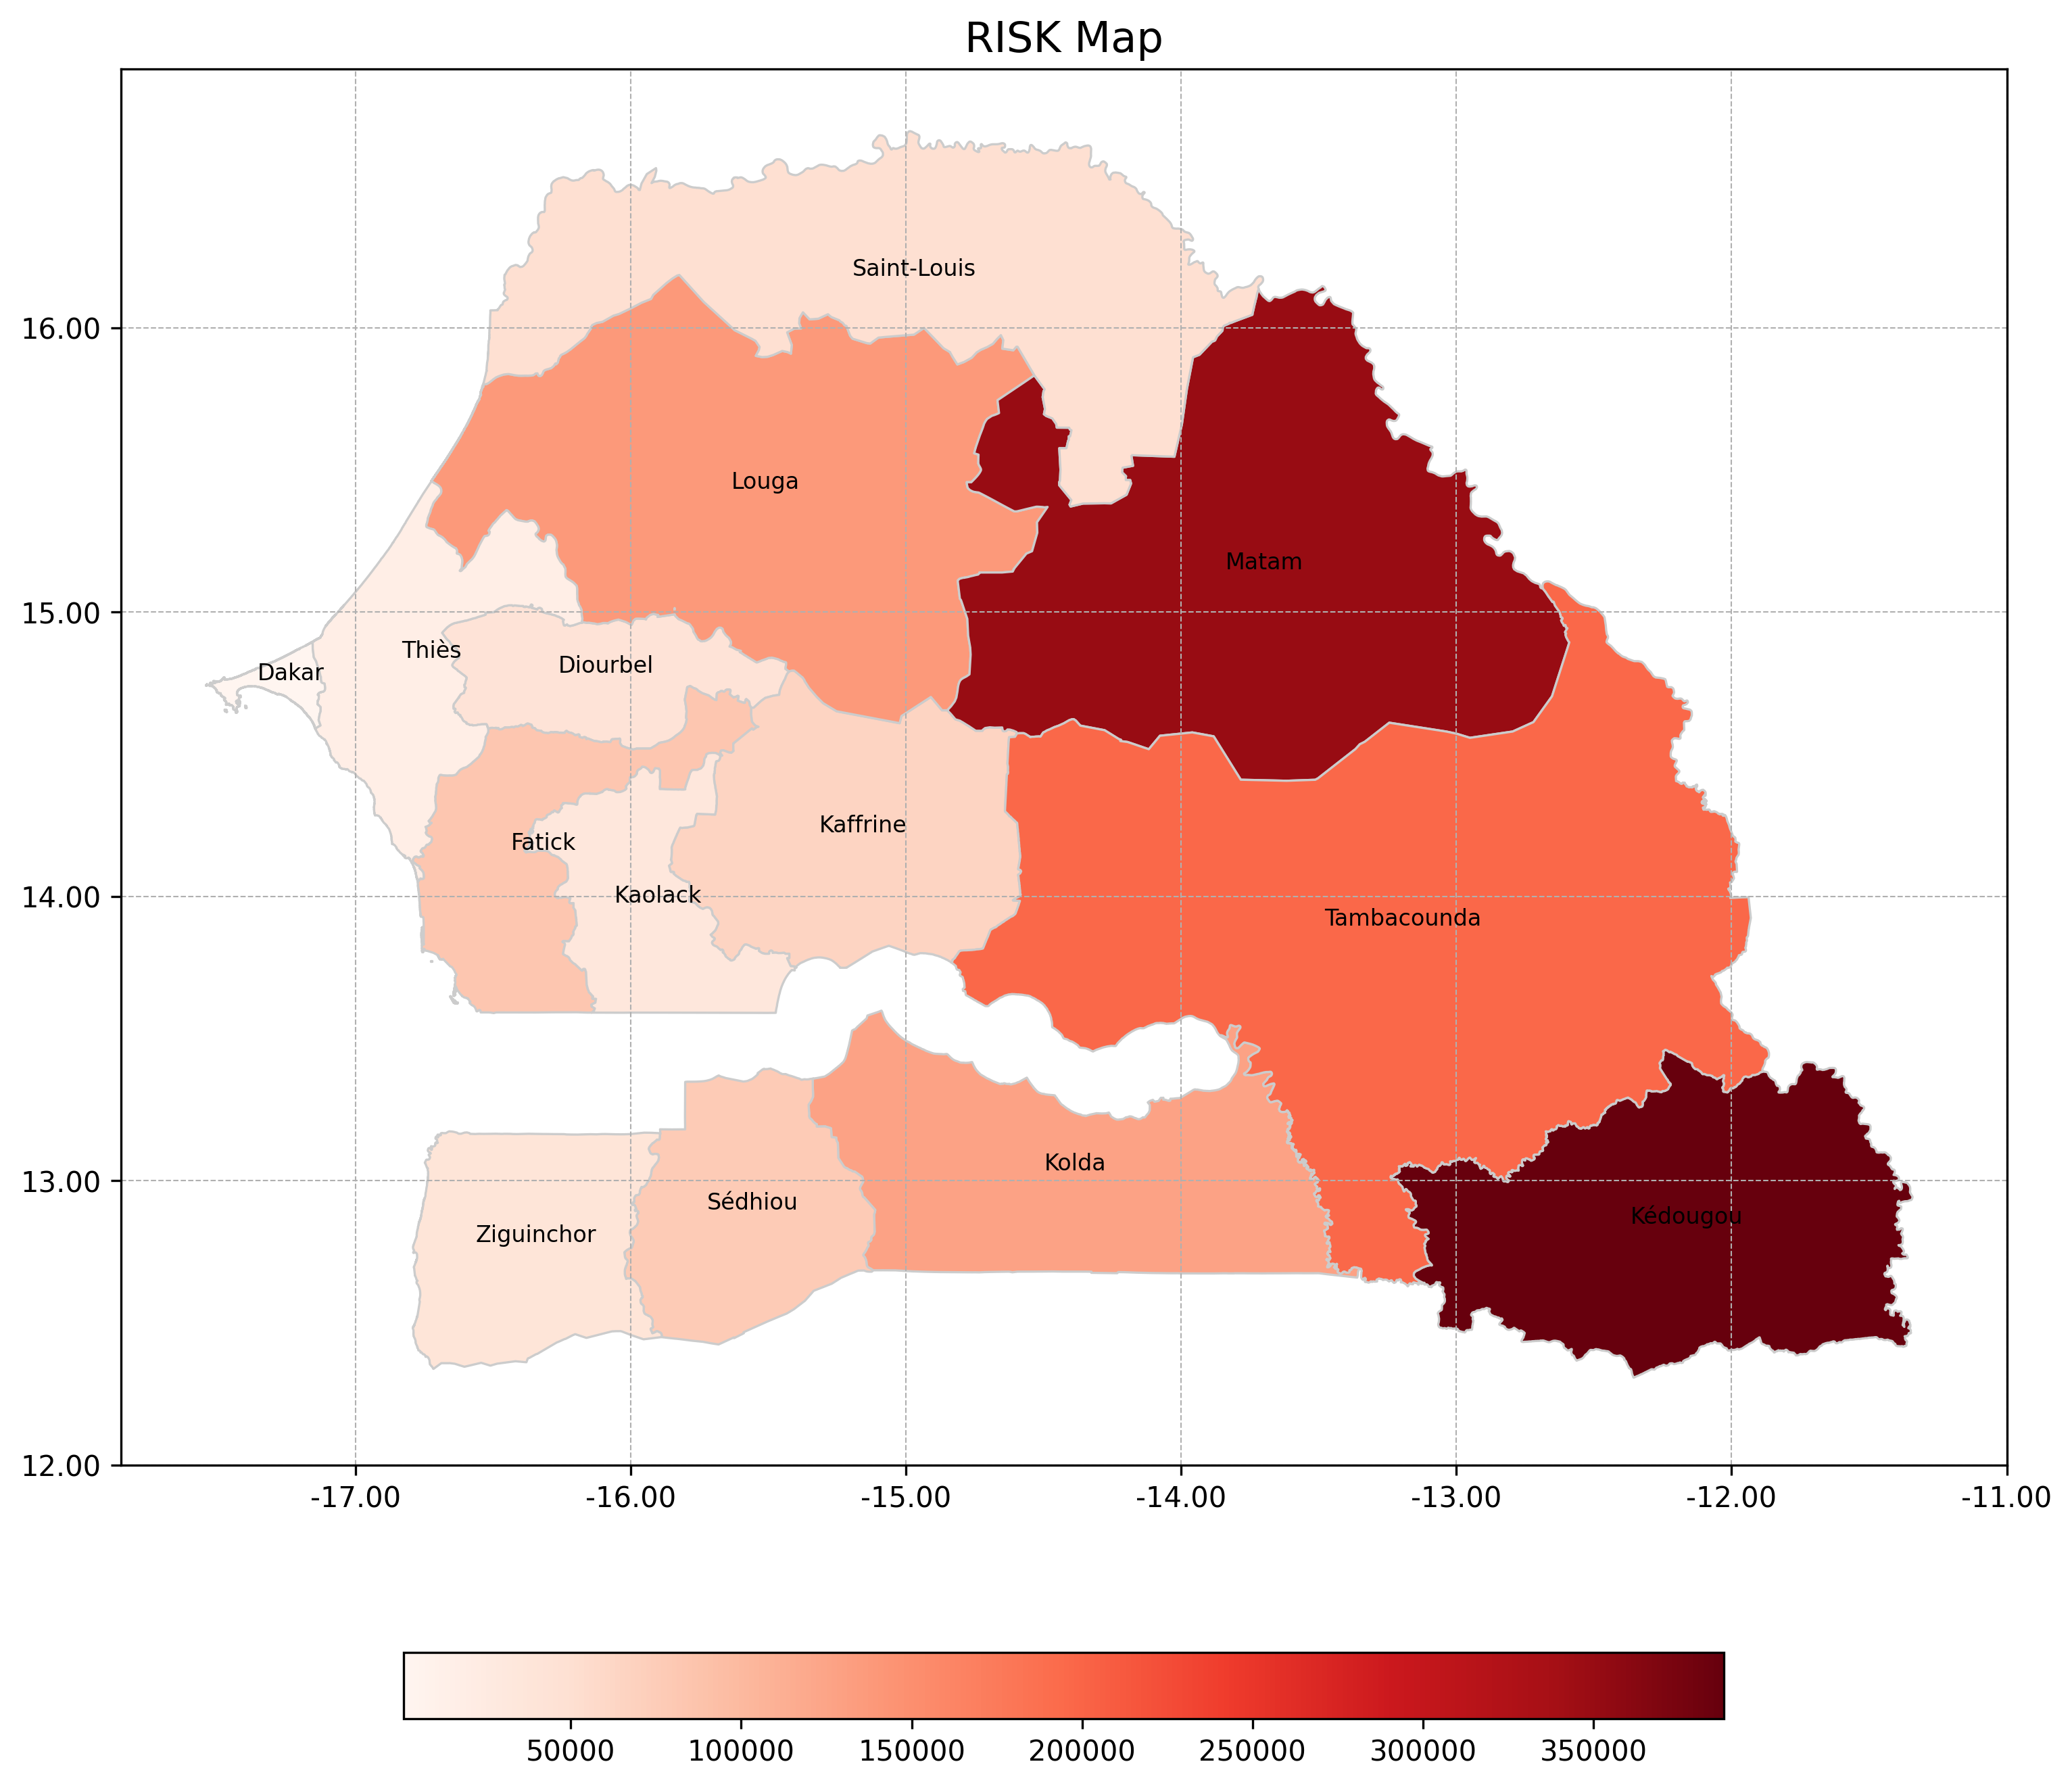 RISK Map
Saint-Louis
16.00
Louga
Matam
15.00
Thiès
Diourbel
Dakar
Kaffrine
Fatick
14.00
Kaolack
Tambacounda
Kolda
13.00
Sédhiou
Kédougou
Ziguinchor
12.00
-17.00 -16.00 -15.00 -14.00 -13.00 -12.00 -11.00
50000 100000 150000 200000 250000 300000 350000